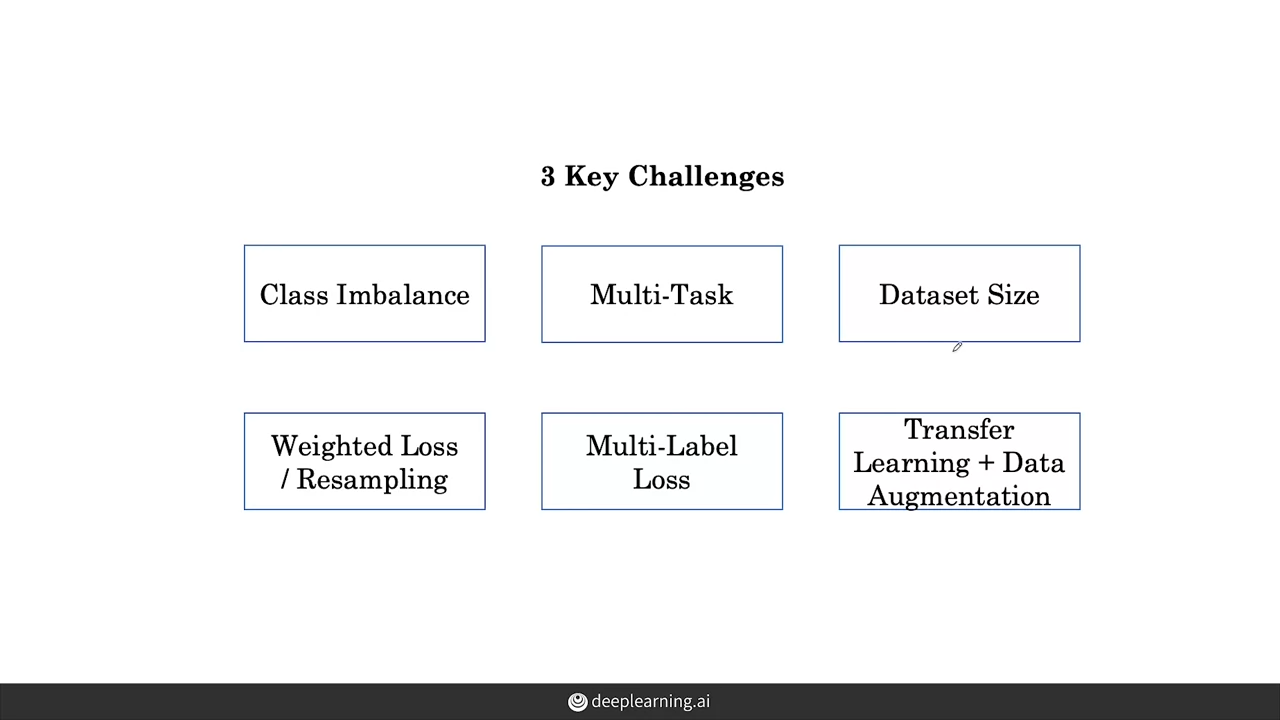 3 Key Challenges
Class Imbalance
Multi-Task
Dataset Size
Weighted Loss
/ Resampling
Multi-Label
Loss
Transfer
Learning + Data
Augmentation
deeplearning.ai